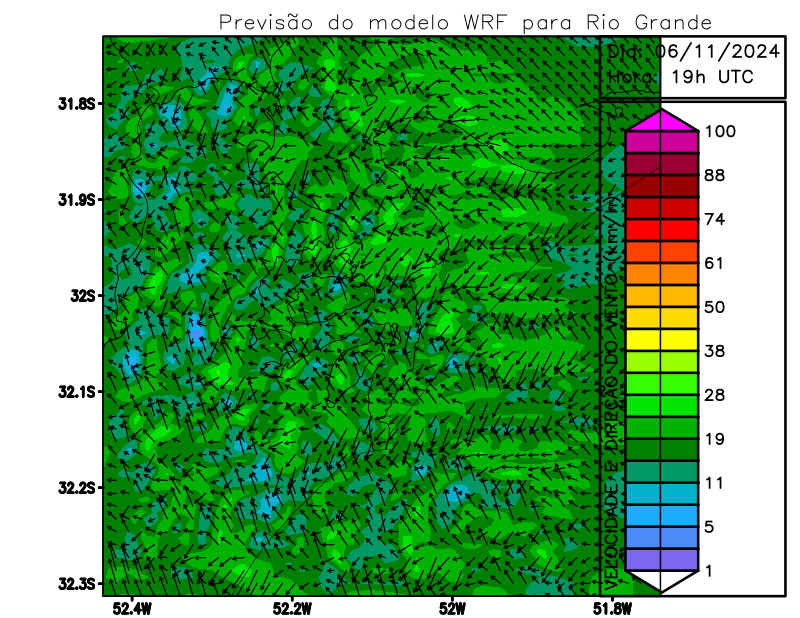 Previsão do modelo WRF para Rio Grande
Dia: 06/11/2024
Hora: 19h UTC
31.8S
31.9S
32S
32.1S
32.2S
32.3S
52.4W
52.2W
52W
51.8W
VELOCIDADE E DIREÇÃO DO VENTO (km/h)
100
88
74
61
50
38
28
19
11
5
1